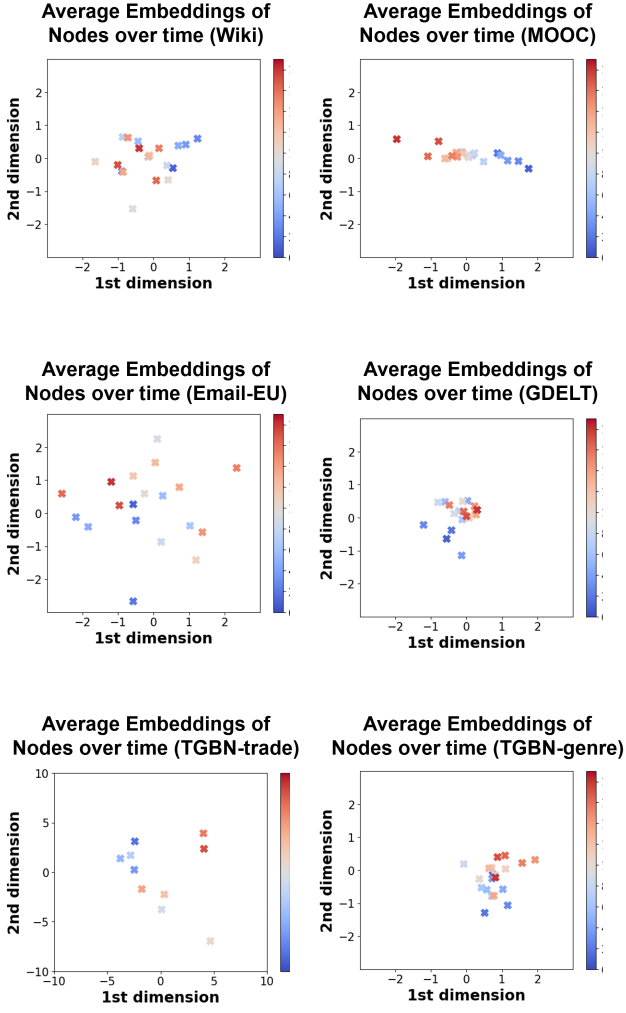 Average Embeddings of
Nodes over time (Wiki)
2nd dimension
2
1
0
−1
−2
−2 −1 0 1 2
1st dimension
Average Embeddings of
Nodes over time (MOOC)
2nd dimension
2
1
0
−1
−2
−2 −1 0 1 2
1st dimension
Average Embeddings of
Nodes over time (Email-EU)
2nd dimension
2
1
0
−1
−2
−2 −1 0 1 2
1st dimension
Average Embeddings of
Nodes over time (GDELT)
2nd dimension
2
1
0
−1
−2
−2 −1 0 1 2
1st dimension
Average Embeddings of
Nodes over time (TGBN-trade)
2nd dimension
10
5
0
−5
−10
−10 −5 0 5 10
1st dimension
Average Embeddings of
Nodes over time (TGBN-genre)
2nd dimension
2
1
0
−1
−2
−2 −1 0 1 2
1st dimension